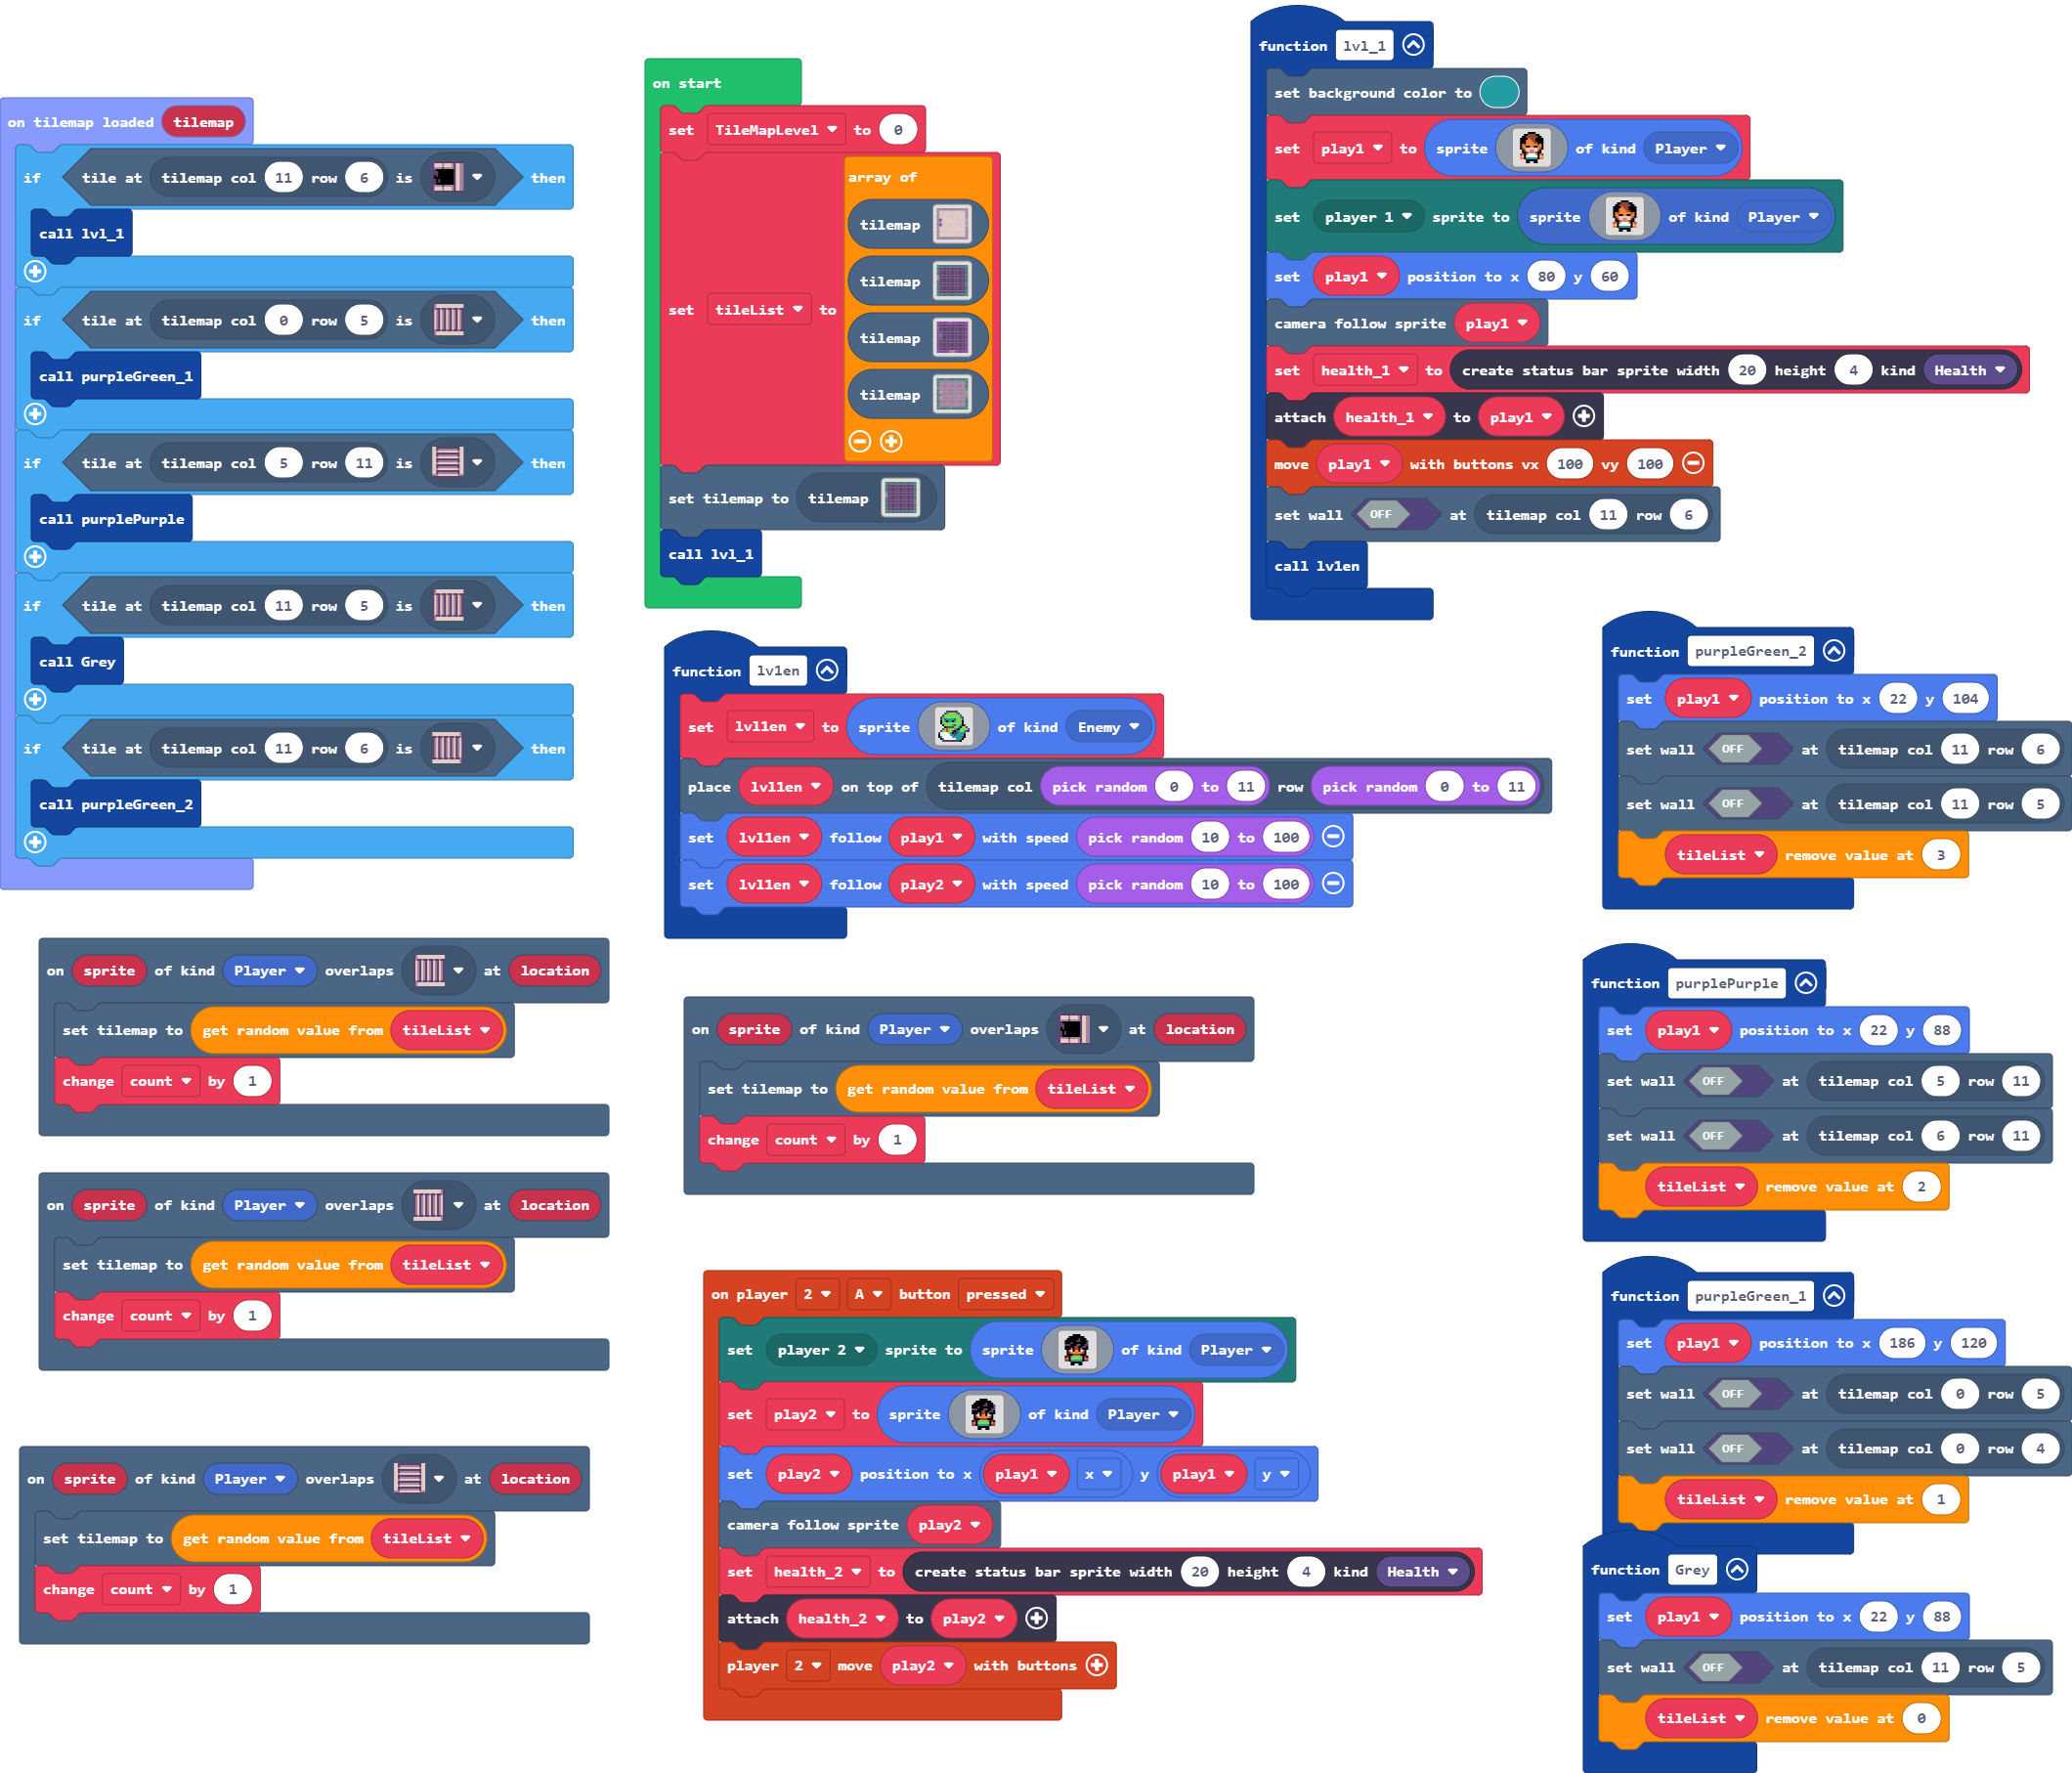 on tilemap loaded tilemap
if tile at tilemap col 11 row 6 is then
call lvl_1
if tile at tilemap col 0 row 5 is then
call purpleGreen_1
if tile at tilemap col 5 row 11 is then
call purplePurple
if tile at tilemap col 11 row 5 is then
call Grey
if tile at tilemap col 11 row 6 is then
call purpleGreen_2
on start
set TileMapLevel to 0
array of
tilemap
tilemap
set tileList to
tilemap
tilemap
set tilemap to tilemap
call lvl_1
function lvl_1
set background color to
set play1 to sprite of kind Player
set player 1 sprite to sprite of kind Player
set play1 position to x 80 y 60
camera follow sprite play1
set health_1 to create status bar sprite width 20 height 4 kind Health
attach health_1 to play1
move play1 with buttons vx 100 vy 100
set wall OFF at tilemap col 11 row 6
call lv1en
function lv1en
set lvl1en to sprite of kind Enemy
place lvl1en on top of tilemap col pick random 0 to 11 row pick random 0 to 11
set lvl1en follow play1 with speed pick random 10 to 100
set lvl1en follow play2 with speed pick random 10 to 100
function purpleGreen_2
set play1 position to x 22 y 104
set wall OFF at tilemap col 11 row 6
set wall OFF at tilemap col 11 row 5
tileList remove value at 3
on sprite of kind Player overlaps at location
set tilemap to get random value from tileList
change count by 1
on sprite of kind Player overlaps at location
set tilemap to get random value from tileList
change count by 1
function purplePurple
set play1 position to x 22 y 88
set wall OFF at tilemap col 5 row 11
set wall OFF at tilemap col 6 row 11
tileList remove value at 2
on sprite of kind Player overlaps at location
set tilemap to get random value from tileList
change count by 1
on player 2 A button pressed
set player 2 sprite to sprite of kind Player
set play2 to sprite of kind Player
set play2 position to x play1 x y play1 y
camera follow sprite play2
set health_2 to create status bar sprite width 20 height 4 kind Health
attach health_2 to play2
player 2 move play2 with buttons
function purpleGreen_1
set play1 position to x 186 y 120
set wall OFF at tilemap col 0 row 5
set wall OFF at tilemap col 0 row 4
tileList remove value at 1
on sprite of kind Player overlaps at location
set tilemap to get random value from tileList
change count by 1
function Grey
set play1 position to x 22 y 88
set wall OFF at tilemap col 11 row 5
tileList remove value at 0